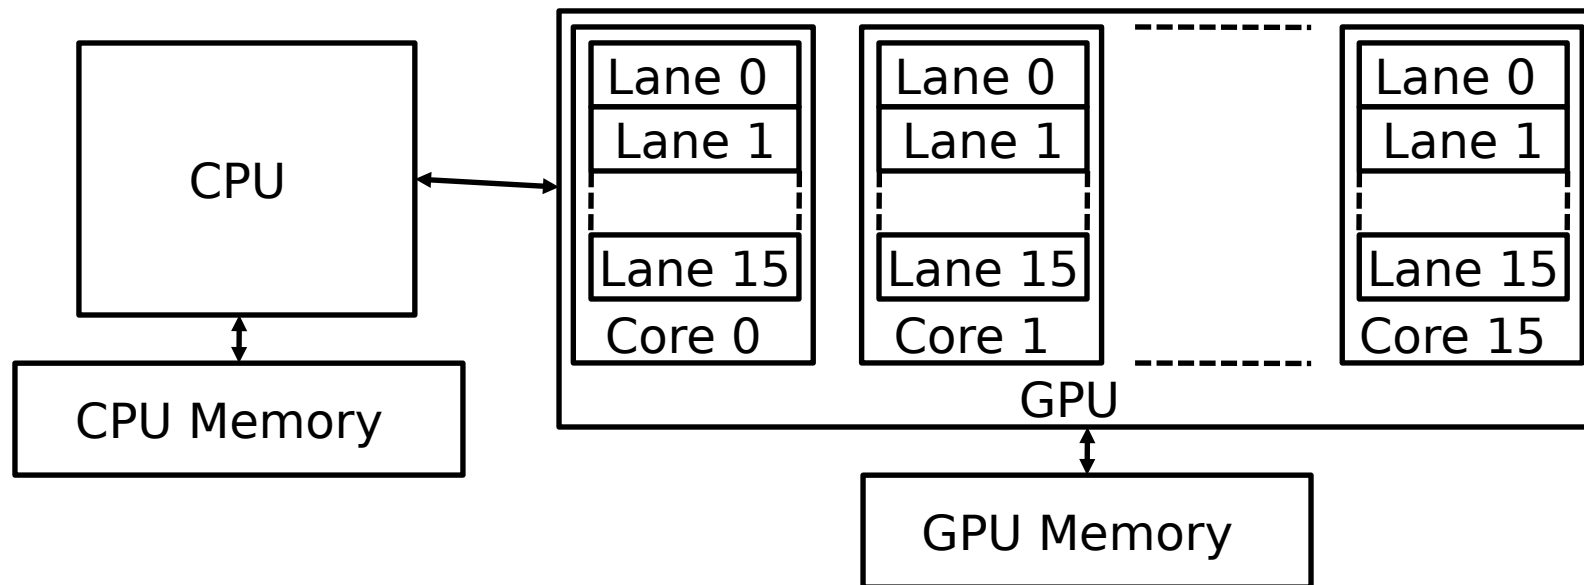 CPU
CPU Memory
Lane 0
Lane 1
Lane 15
Core 0
Lane 0
Lane 1
Lane 15
Core 1
Lane 0
Lane 1
Lane 15
Core 15
GPU
GPU Memory